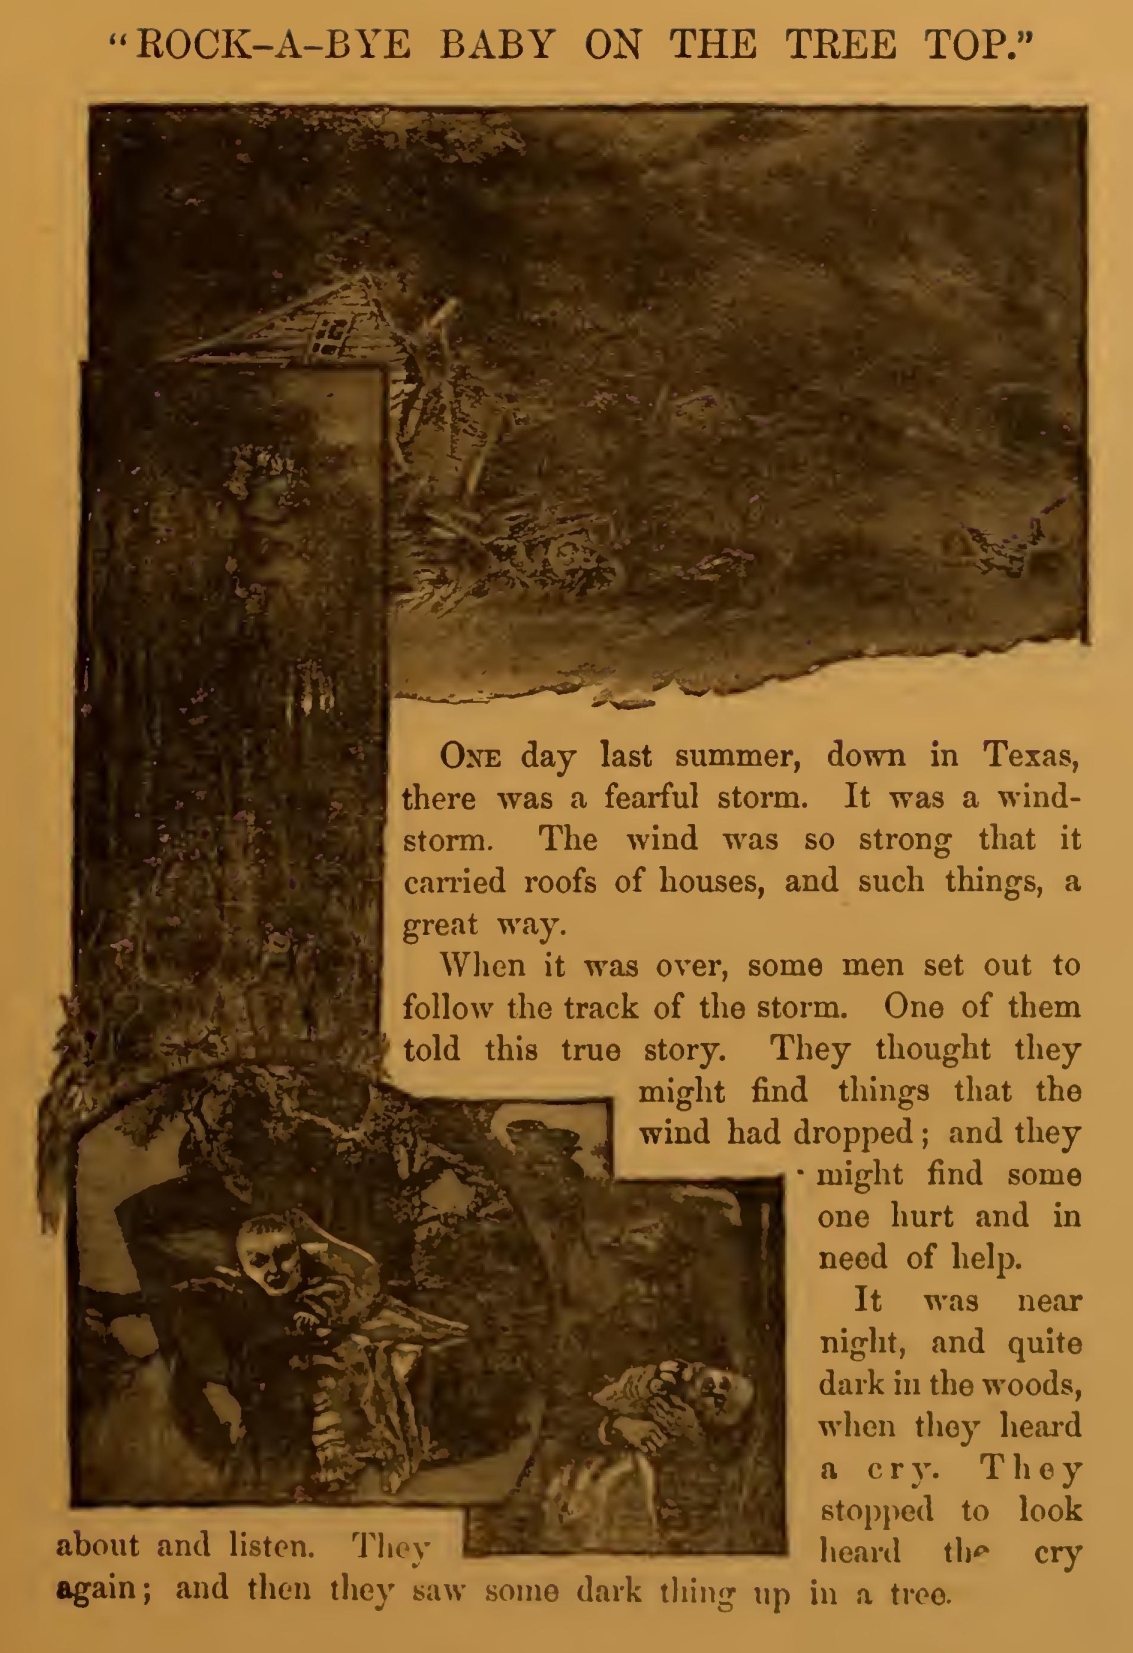 “ROCK-A-BYE BABY ON THE TREE TOP.”
ONE day last summer, down in Texas,
there was a fearful storm. It was a wind-
storm. The wind was so strong that it
carried roofs of houses, and such things, a
great way.
When it was over, some men set out to
follow the track of the storm. One of them
told this true story. They thought they
might find things that the
wind had dropped; and they
might find some
one hurt and in
need of help.
It was near
night, and quite
dark in the woods,
when they heard
a cry. They
stopped to look
about and listen. They heard the cry
again; and then they saw some dark thing up in a tree.